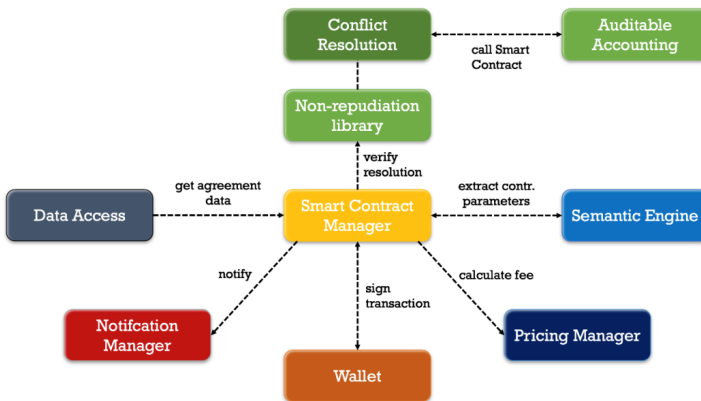 Conflict
Resolution
Auditable
Accounting
call Smart
Contract
Non-repudiation
library
verify
resolution
get agreement
data
extract contr.
parameters
Data Access
Smart Contract
Manager
Semantic Engine
notify
sign
transaction
calculate fee
Notifcation
Manager
Pricing Manager
Wallet